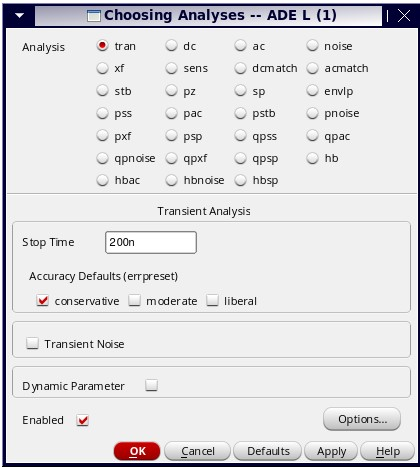 Choosing Analyses -- ADE L (1)
Analysis tran dc ac noise
xf sens dcmatch acmatch
stb pz sp envlp
pss pac pstb pnoise
pxf psp qpss qpac
qpnoise qpxf qpsp hb
hbac hbnoise hbsp
Transient Analysis
Stop Time 200n
Accuracy Defaults (errpreset)
conservative moderate liberal
Transient Noise
Dynamic Parameter
Enabled Options...
OK Cancel Defaults Apply Help